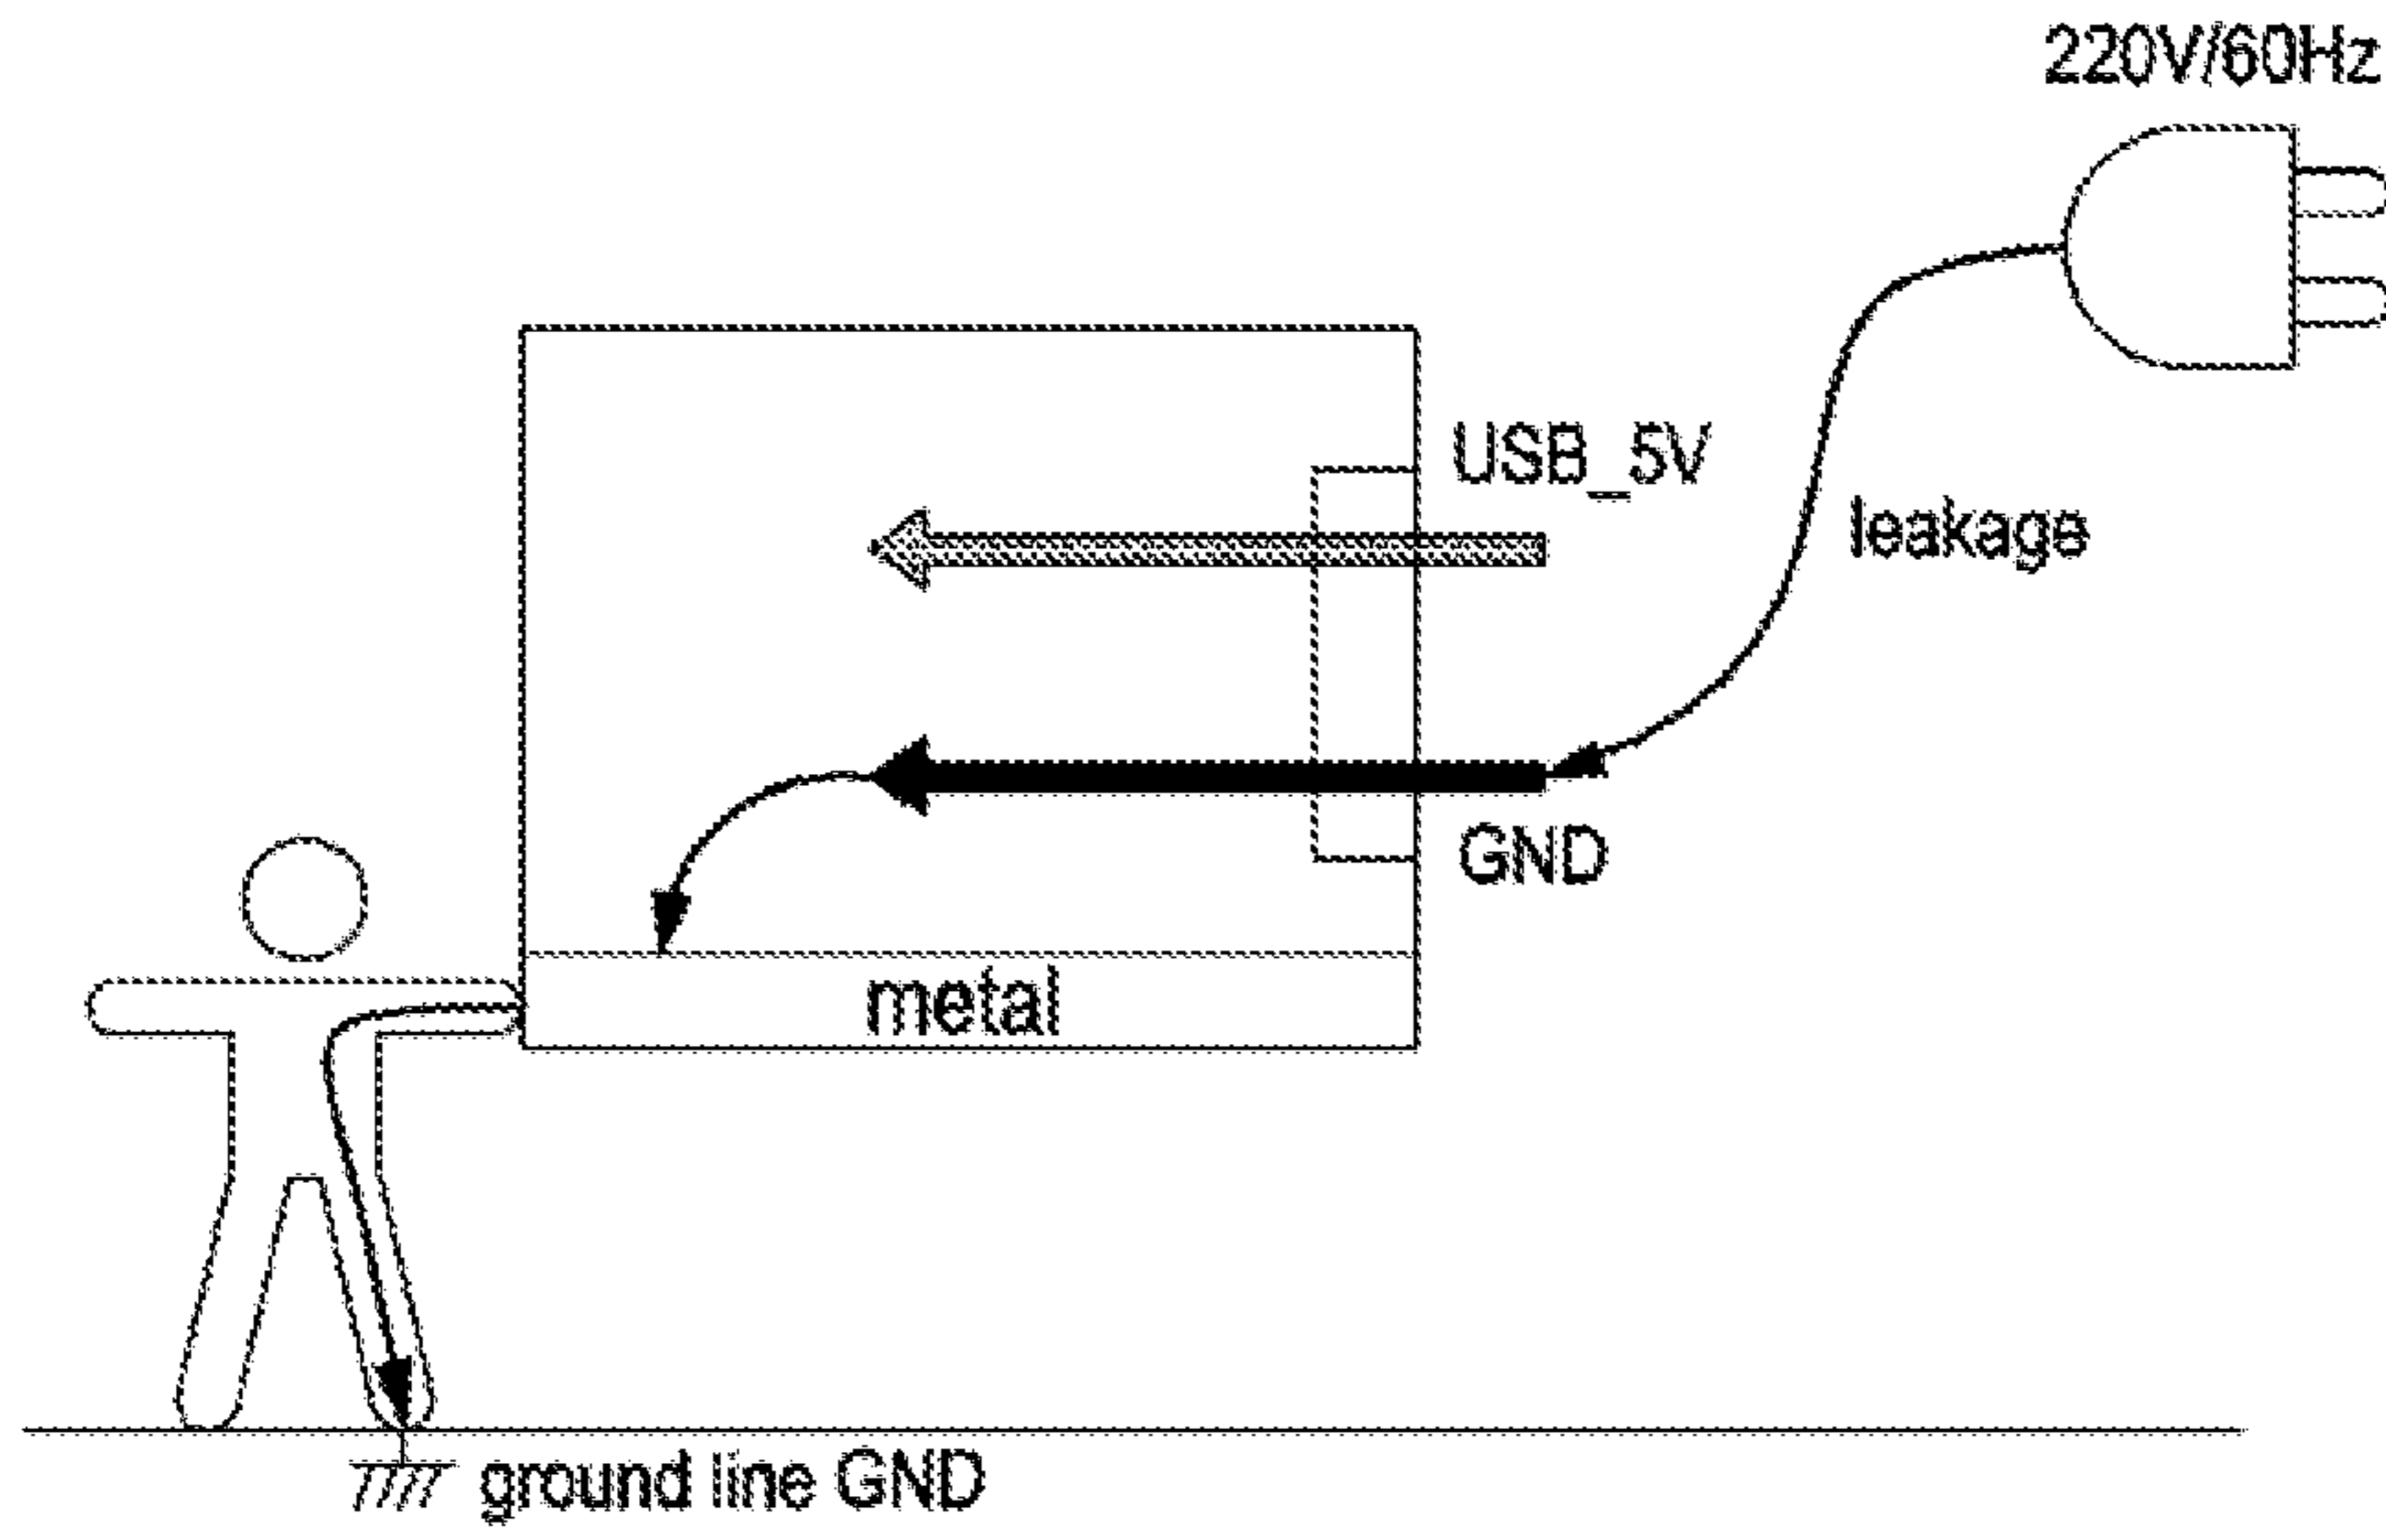 220V/60Hz
USB_5V
leakage
GND
metal
ground line GND